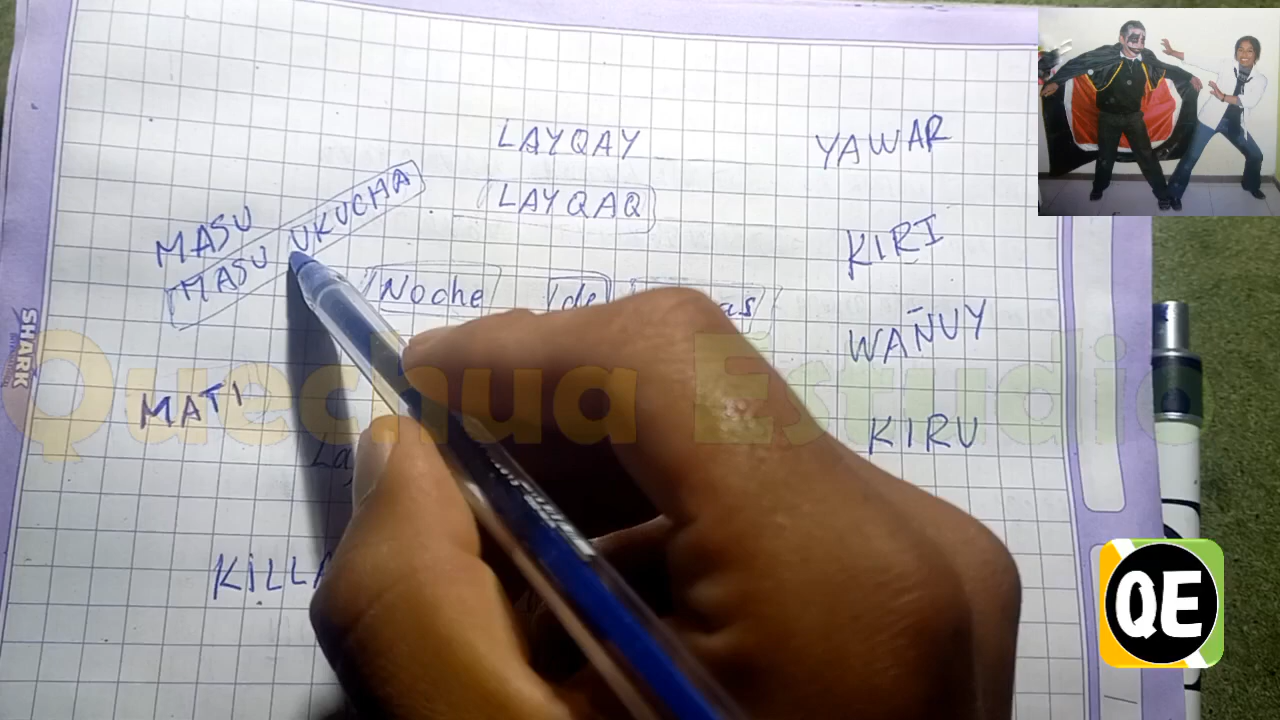 LAYQAY
YAWAR
LAYQAQ
MASU
MASU UKUCHA
KIRI
Noche de
WAÑUY
MATI
KIRU
KILLA
SHARK
Quechua Estudio
QE